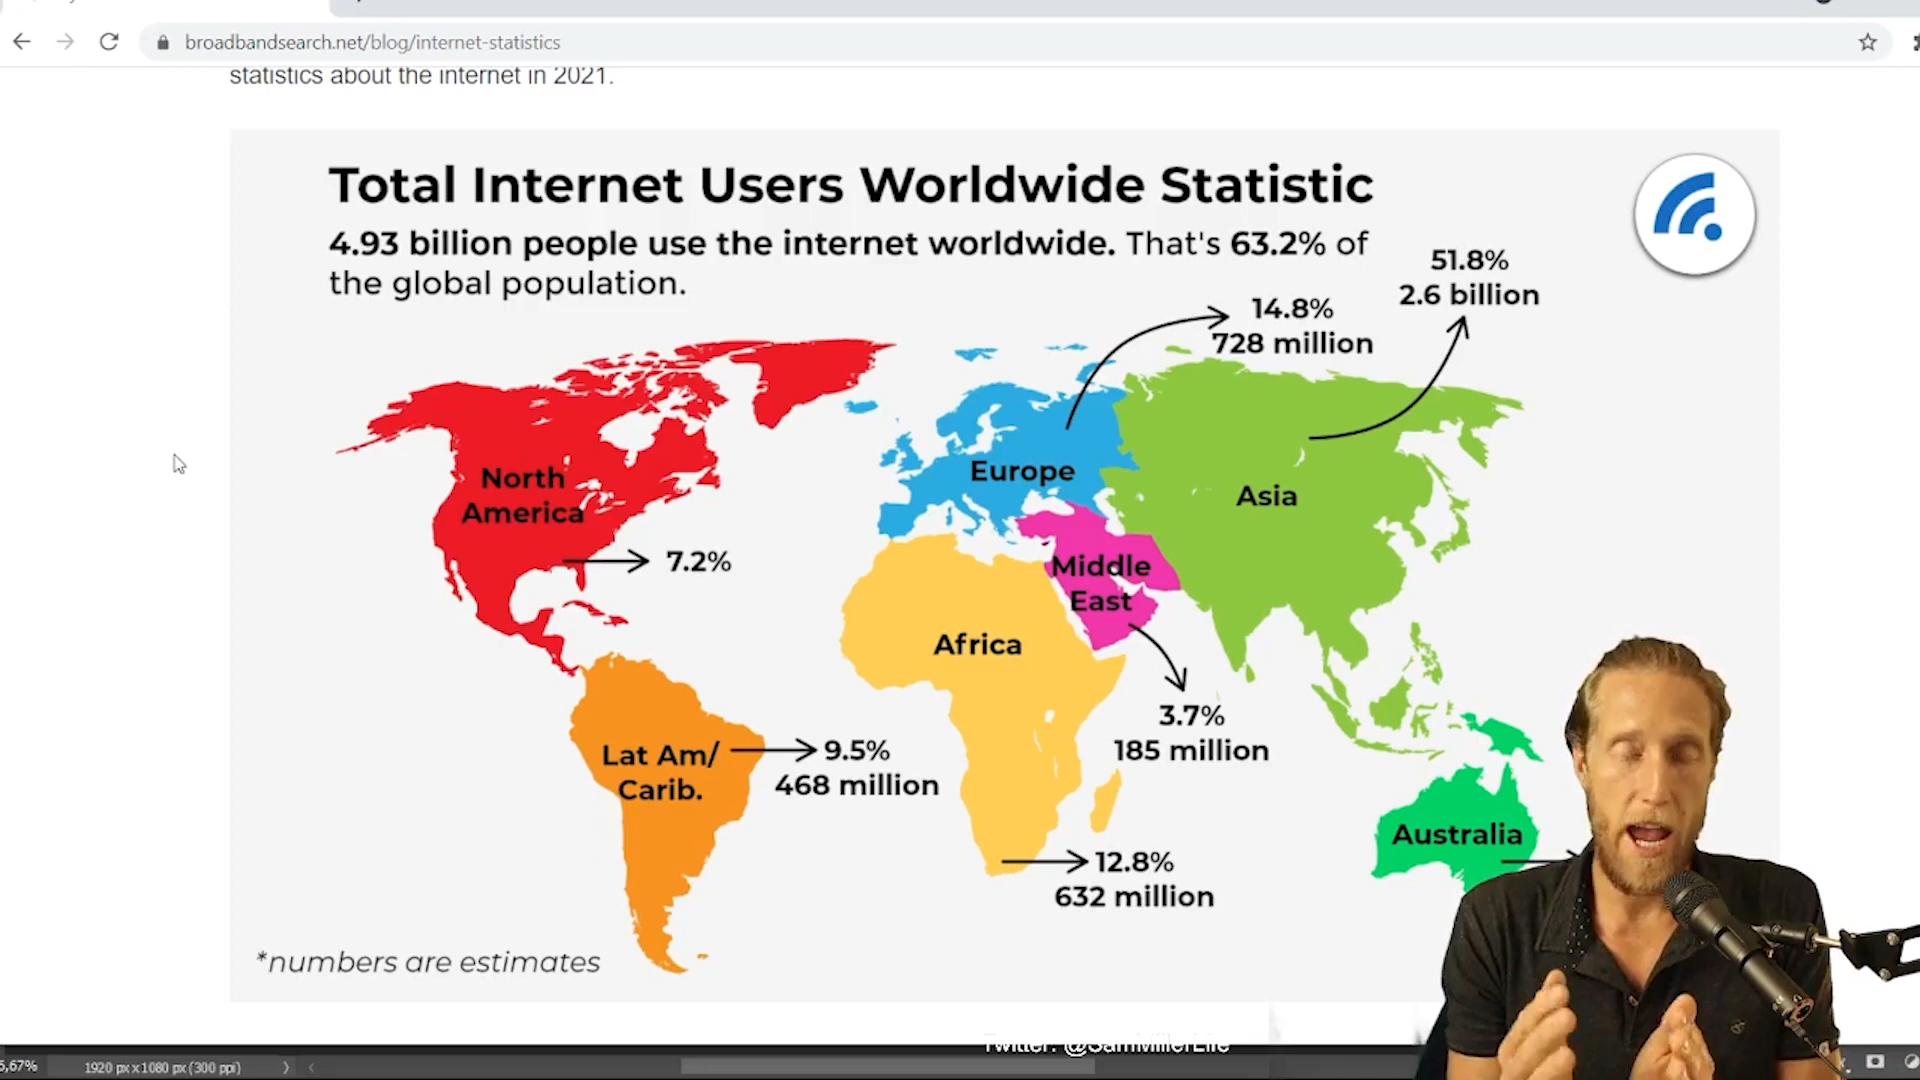 broadbandsearch.net/blog/internet-statistics
statistics about the internet in 2021.
Total Internet Users Worldwide Statistic
4.93 billion people use the internet worldwide. That's 63.2% of
the global population.
51.8%
2.6 billion
14.8%
728 million
North
America
7.2%
Europe
Asia
Middle
East
Africa
3.7%
185 million
Lat Am/
Carib.
9.5%
468 million
Australia
12.8%
632 million
*numbers are estimates
Twitter: @SamMillerLife
1920 px x 1080 px (300 ppi)